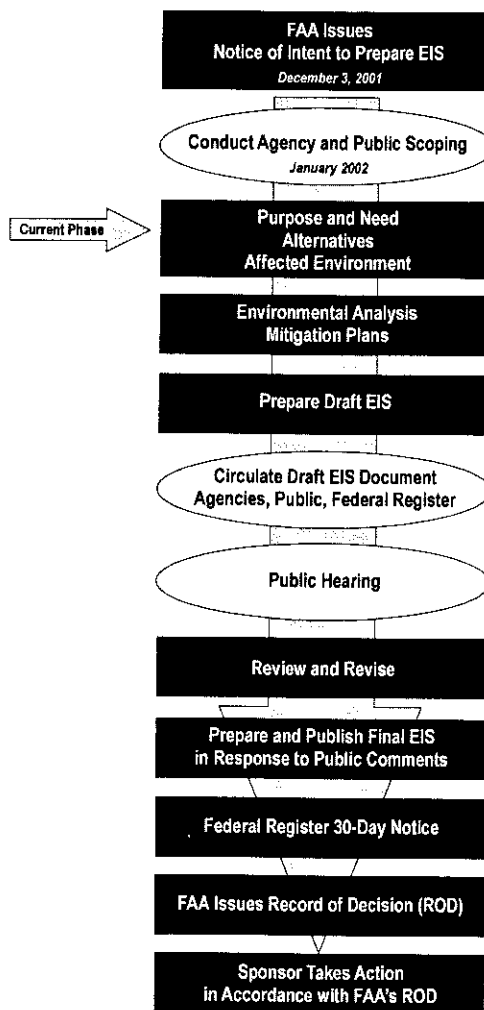 FAA Issues
Notice of Intent to Prepare EIS
December 3, 2001
Conduct Agency and Public Scoping
January 2002
Current Phase
Purpose and Need
Alternatives
Affected Environment
Environmental Analysis
Mitigation Plans
Prepare Draft EIS
Circulate Draft EIS Document
Agencies, Public, Federal Register
Public Hearing
Review and Revise
Prepare and Publish Final EIS
in Response to Public Comments
Federal Register 30-Day Notice
FAA Issues Record of Decision (ROD)
Sponsor Takes Action
in Accordance with FAA's ROD